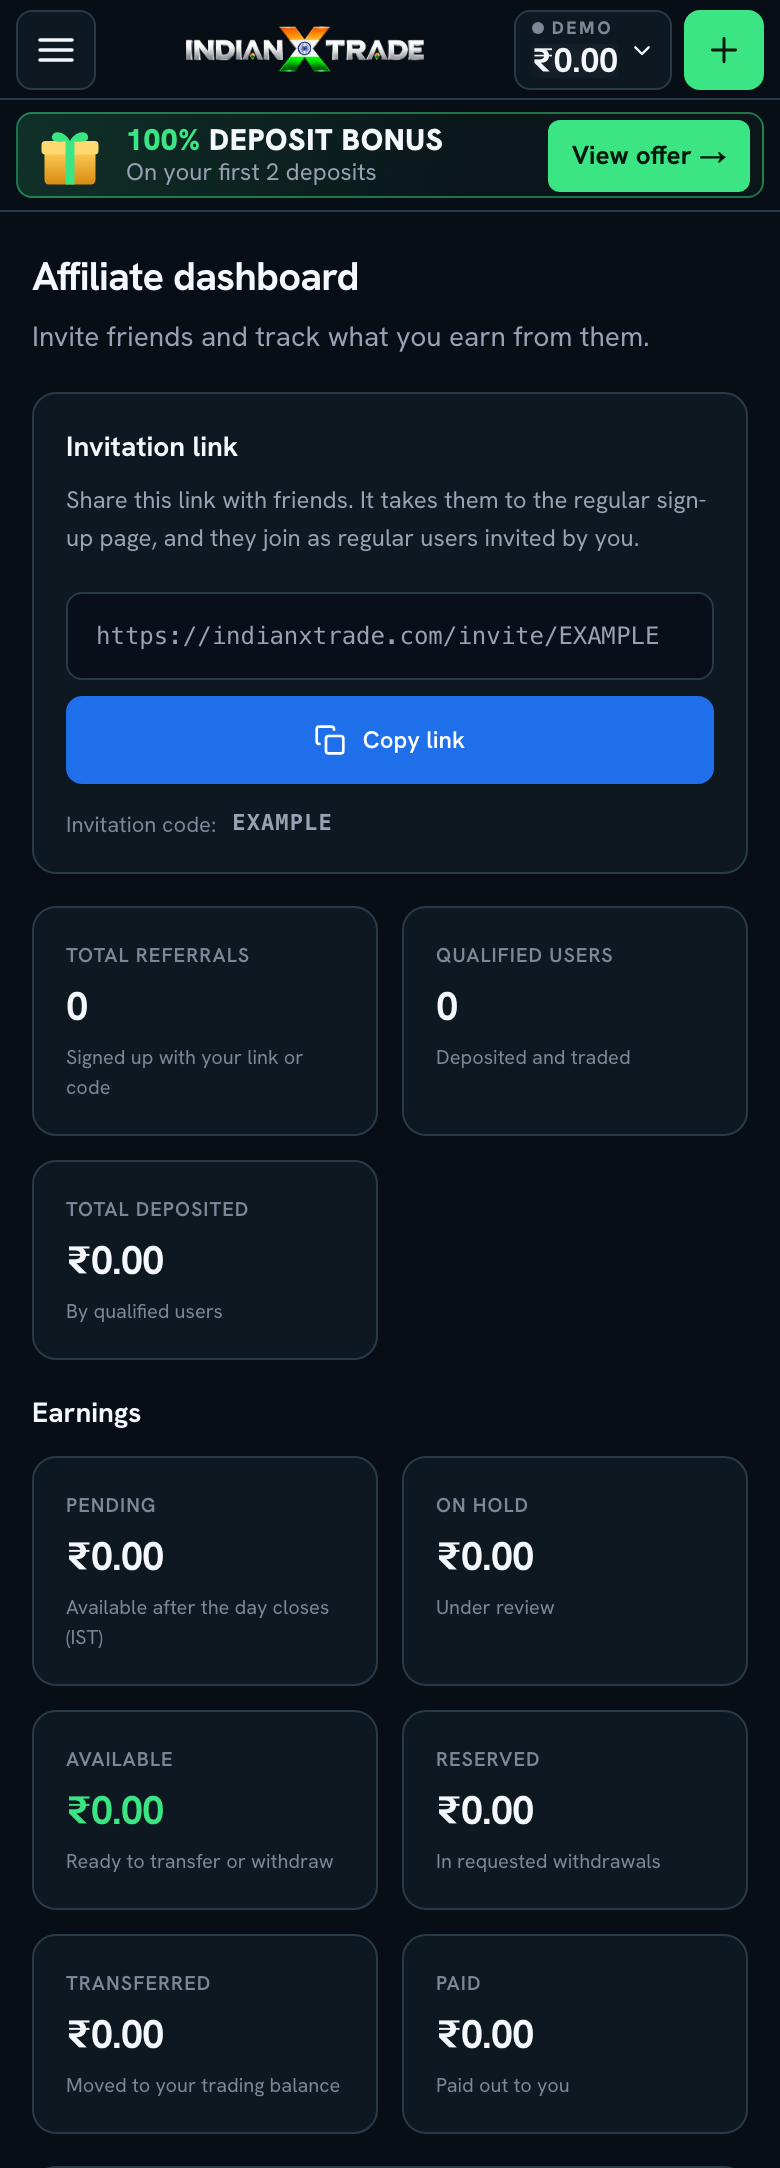 INDIANXTRADE
DEMO
₹0.00
100% DEPOSIT BONUS
On your first 2 deposits
View offer →
Affiliate dashboard
Invite friends and track what you earn from them.
Invitation link
Share this link with friends. It takes them to the regular sign-
up page, and they join as regular users invited by you.
https://indianxtrade.com/invite/EXAMPLE
Copy link
Invitation code: EXAMPLE
TOTAL REFERRALS
0
Signed up with your link or
code
QUALIFIED USERS
0
Deposited and traded
TOTAL DEPOSITED
₹0.00
By qualified users
Earnings
PENDING
₹0.00
Available after the day closes
(IST)
ON HOLD
₹0.00
Under review
AVAILABLE
₹0.00
Ready to transfer or withdraw
RESERVED
₹0.00
In requested withdrawals
TRANSFERRED
₹0.00
Moved to your trading balance
PAID
₹0.00
Paid out to you